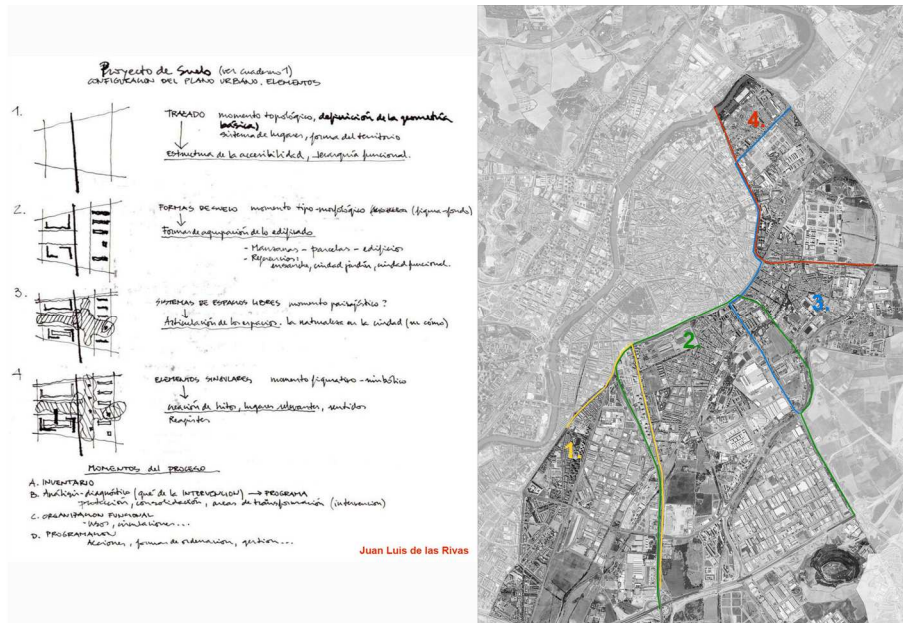 Proyecto de Suelo (ver cuaderno 1)
CONFIGURACION DEL PLANO URBANO. ELEMENTOS
1.
TRAZADO momento topológico, definición de la geometría
básica)
sistema de lugares, forma del territorio
Estructura de la accesibilidad, jerarquía funcional.
2.
FORMAS DE SUELO momento tipo-morfológico (figura-fondo)
Formas de agrupación de lo edificado
- Manzanas - parcelas - edificios
- Repertorios:
ensanche, ciudad jardín, ciudad funcional.
3.
SISTEMAS DE ESPACIOS LIBRES momento paisajístico?
Articulación de los espacios. la naturaleza en la ciudad (su cómo)
4
ELEMENTOS SINGULARES momento figurativo-simbólico
Creación de hitos, lugares relevantes, sentidos
Reajustes
MOMENTOS del PROCESO
A. INVENTARIO
B. Análisis-diagnóstico (qué de la INTERVENCION) → PROGRAMA
protección, consolidación, areas de transformación (intervención)
C. ORGANIZACION FUNCIONAL
- usos, circulaciones...
D. PROGRAMACION
Acciones, formas de ordenación, gestión...
Juan Luis de las Rivas
4.
3.
2.
1.